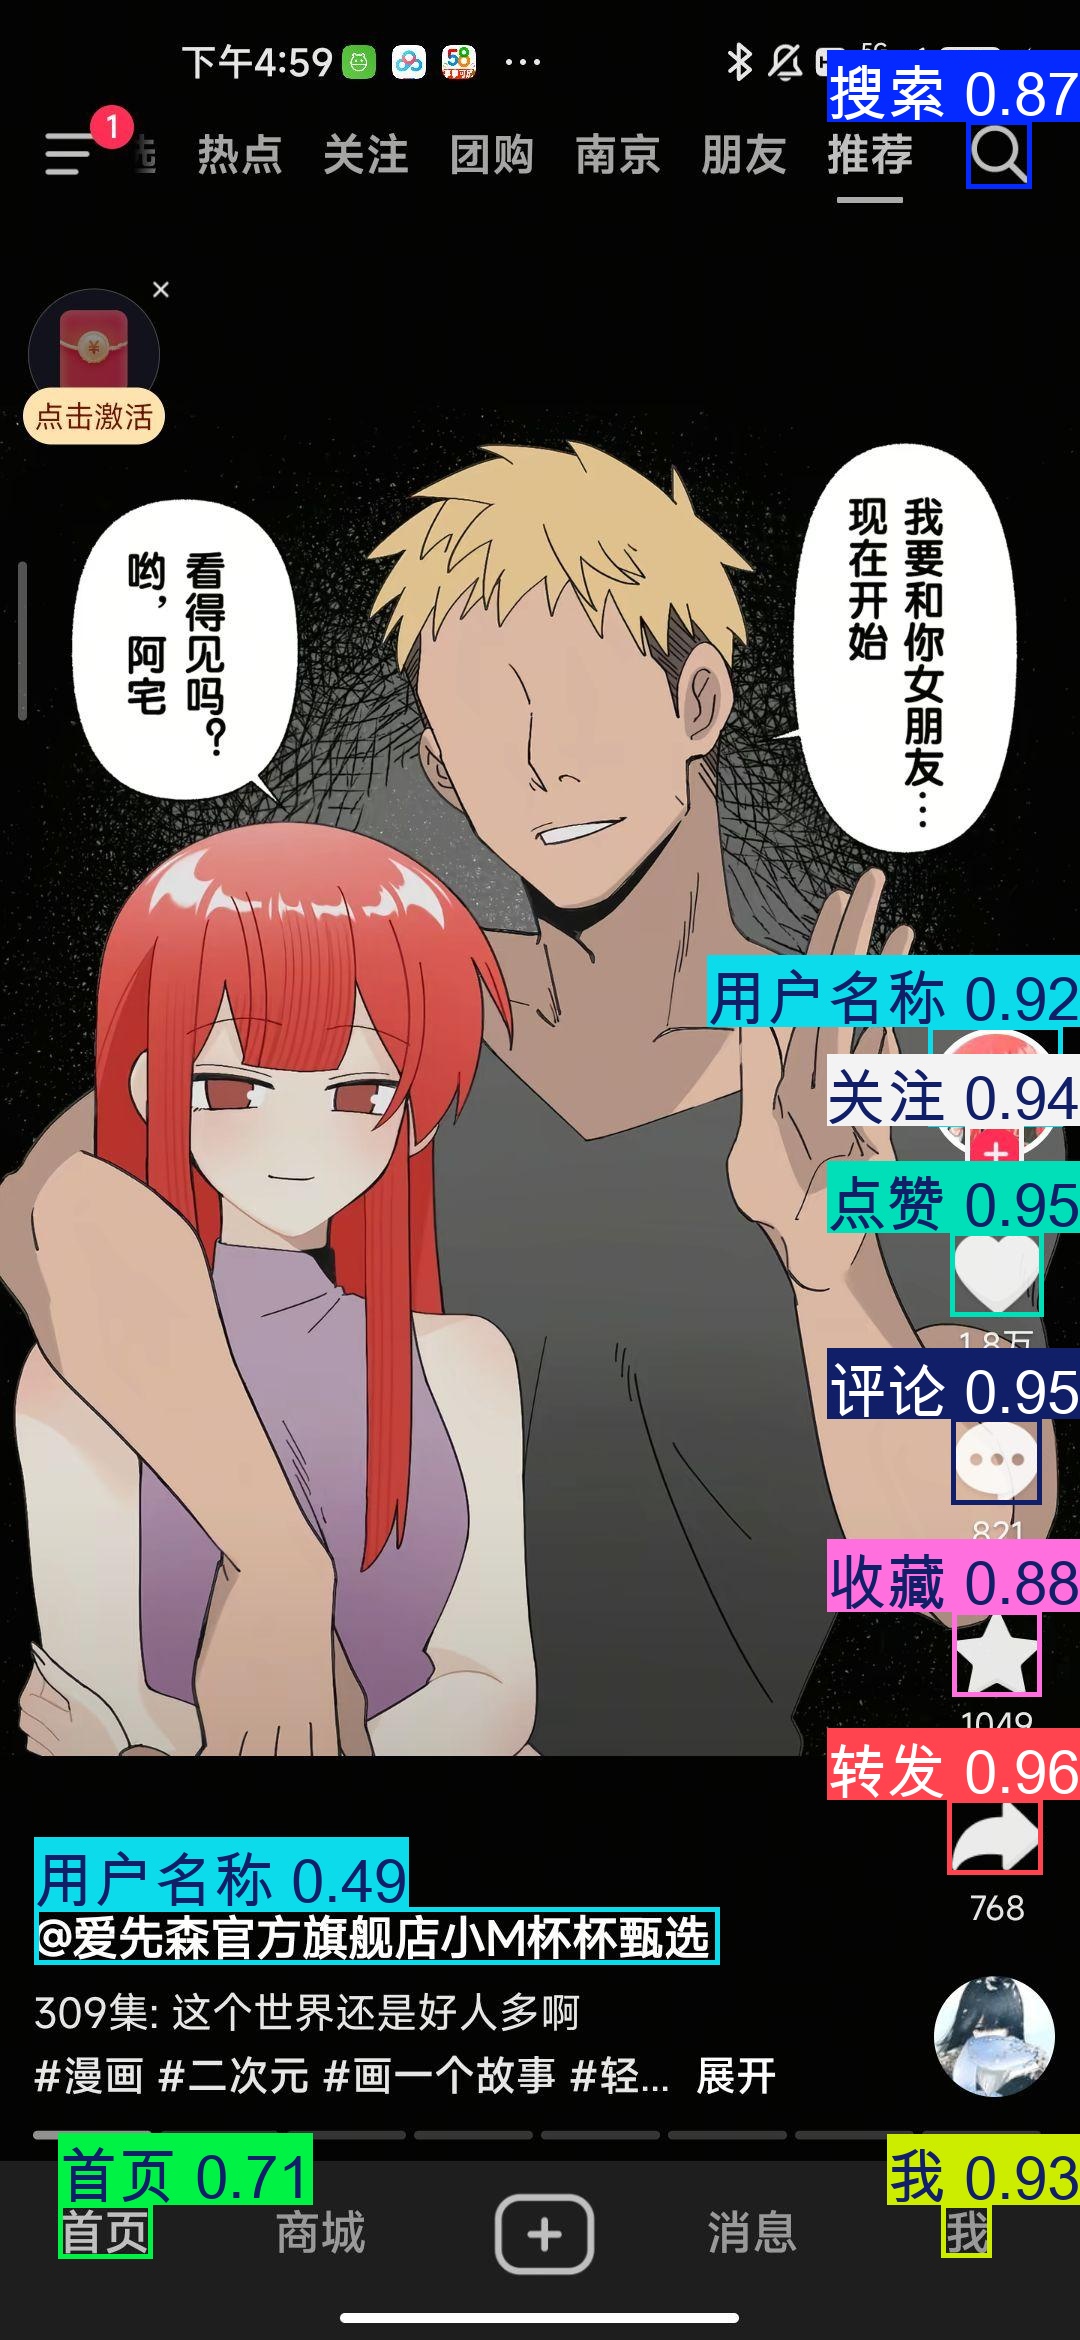 下午4:59
58
...
搜索 0.87
1
热点 关注 团购 南京 朋友 推荐
点击激活
我要和你女朋友…
现在开始
看得见吗？
哟，阿宅
用户名称 0.92
关注 0.94
点赞 0.95
1.8万
评论 0.95
821
收藏 0.88
1049
转发 0.96
768
用户名称 0.49
@爱先森官方旗舰店小M杯杯甄选
309集: 这个世界还是好人多啊
#漫画 #二次元 #画一个故事 #轻... 展开
首页 0.71
我 0.93
首页 商城 消息 我